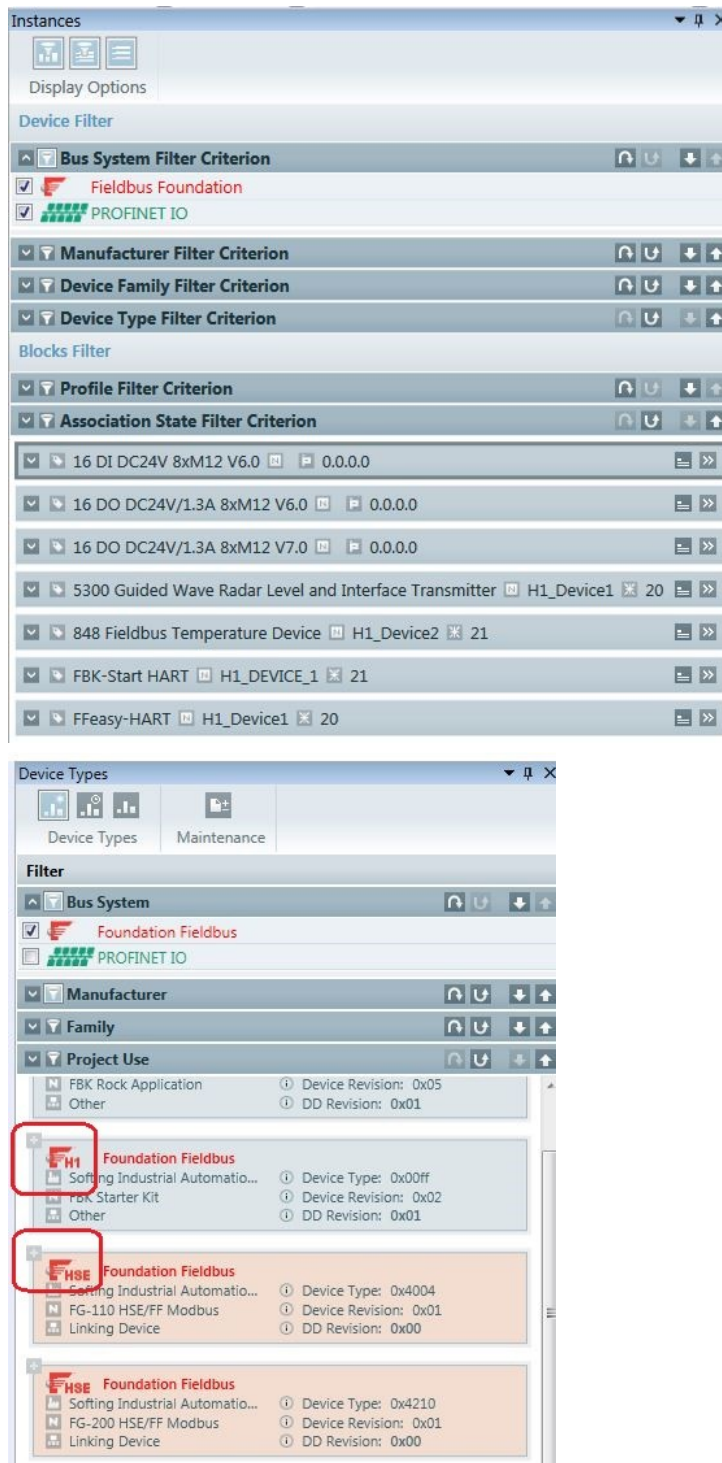 Instances
Display Options
Device Filter
Bus System Filter Criterion
Fieldbus Foundation
PROFINET IO
Manufacturer Filter Criterion
Device Family Filter Criterion
Device Type Filter Criterion
Blocks Filter
Profile Filter Criterion
Association State Filter Criterion
16 DI DC24V 8xM12 V6.0 N 0.0.0.0
16 DO DC24V/1.3A 8xM12 V6.0 N 0.0.0.0
16 DO DC24V/1.3A 8xM12 V7.0 N 0.0.0.0
5300 Guided Wave Radar Level and Interface Transmitter N H1_Device1 20
848 Fieldbus Temperature Device N H1_Device2 21
FBK-Start HART N H1_DEVICE_1 21
FFeasy-HART N H1_Device1 20
Device Types
Device Types Maintenance
Filter
Bus System
Foundation Fieldbus
PROFINET IO
Manufacturer
Family
Project Use
N FBK Rock Application Device Revision: 0x05
Other DD Revision: 0x01
H1 Foundation Fieldbus
Softing Industrial Automatio... Device Type: 0x00ff
N FBK Starter Kit Device Revision: 0x02
Other DD Revision: 0x01
HSE Foundation Fieldbus
Softing Industrial Automatio... Device Type: 0x4004
N FG-110 HSE/FF Modbus Device Revision: 0x01
Linking Device DD Revision: 0x00
HSE Foundation Fieldbus
Softing Industrial Automatio... Device Type: 0x4210
N FG-200 HSE/FF Modbus Device Revision: 0x01
Linking Device DD Revision: 0x00